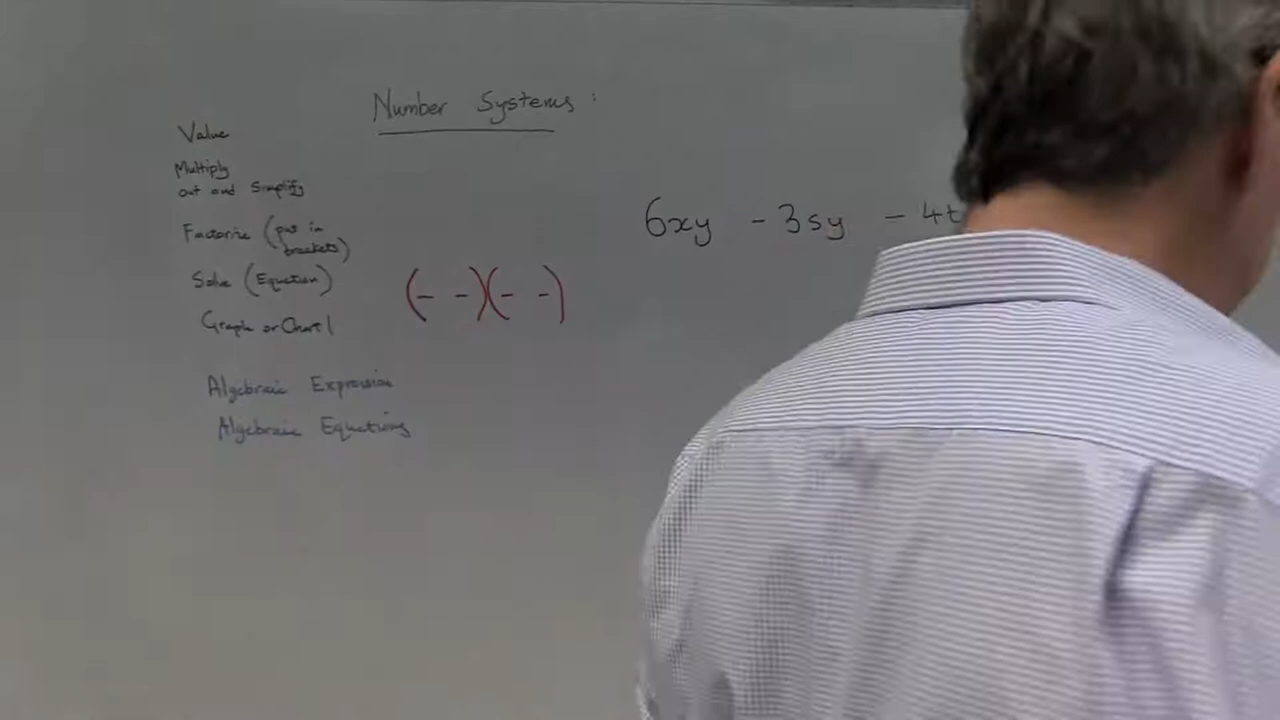 Number Systems :
Value
Multiply
out and Simplify
Factorise (put in
brackets)
Solve (Equation)
Graph or Chart
Algebraic Expression
Algebraic Equations
(- -)(- -)
6xy - 3sy - 4t